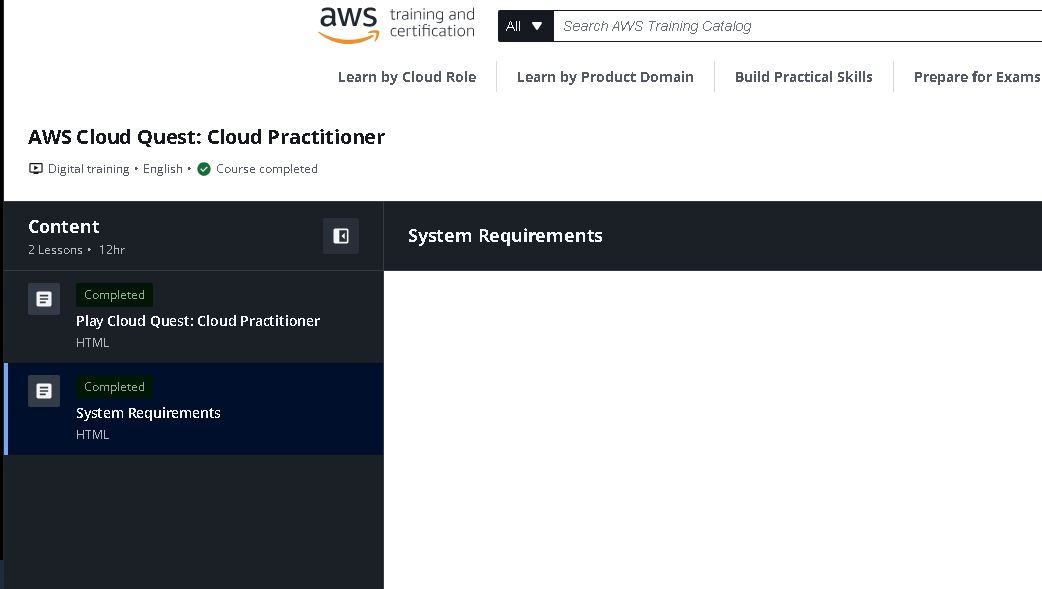 aws training and
certification
All ▼ Search AWS Training Catalog
Learn by Cloud Role
Learn by Product Domain
Build Practical Skills
Prepare for Exams
AWS Cloud Quest: Cloud Practitioner
Digital training • English • Course completed
Content
2 Lessons • 12hr
System Requirements
Completed
Play Cloud Quest: Cloud Practitioner
HTML
Completed
System Requirements
HTML